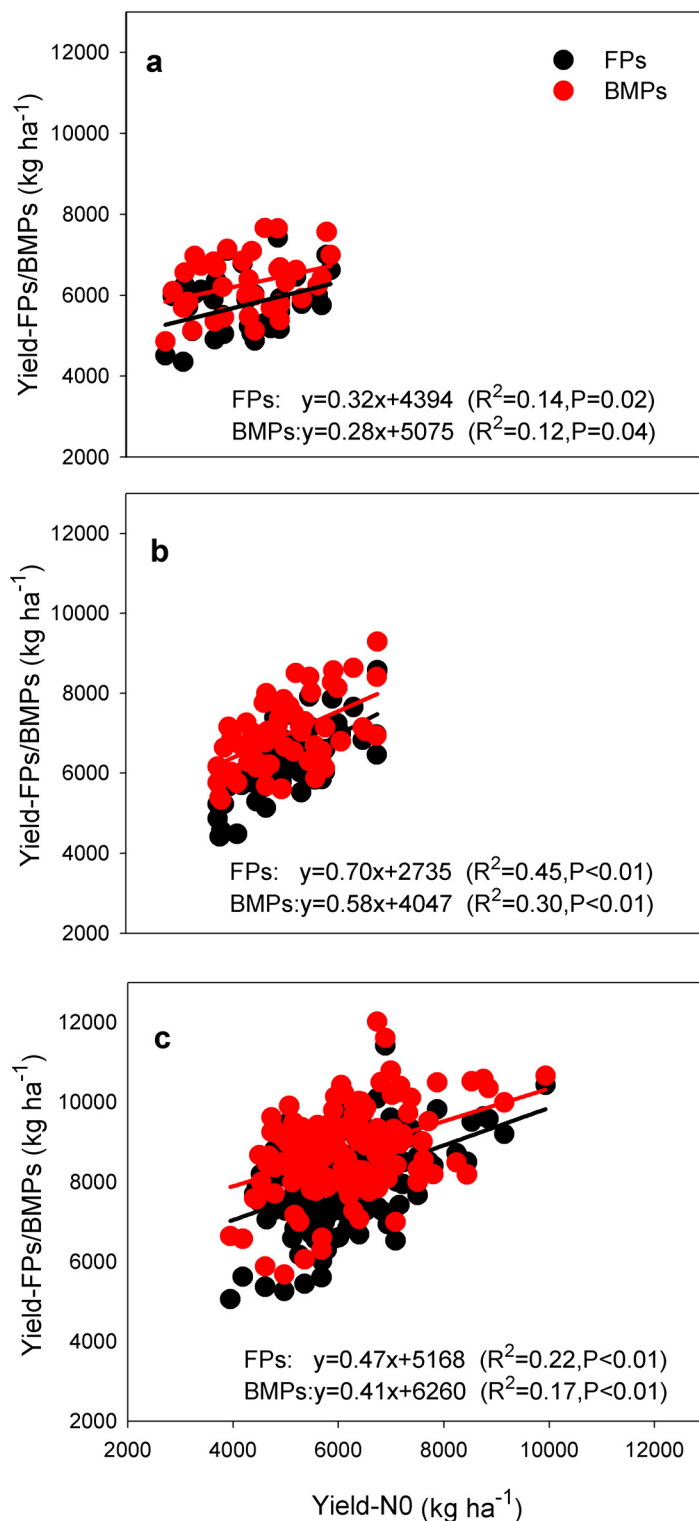 a
FPs
BMPs
12000
10000
8000
6000
4000
2000
Yield-FPs/BMPs (kg ha⁻¹)
FPs: y=0.32x+4394 (R²=0.14,P=0.02)
BMPs:y=0.28x+5075 (R²=0.12,P=0.04)
b
12000
10000
8000
6000
4000
2000
Yield-FPs/BMPs (kg ha⁻¹)
FPs: y=0.70x+2735 (R²=0.45,P<0.01)
BMPs:y=0.58x+4047 (R²=0.30,P<0.01)
c
12000
10000
8000
6000
4000
2000
Yield-FPs/BMPs (kg ha⁻¹)
FPs: y=0.47x+5168 (R²=0.22,P<0.01)
BMPs:y=0.41x+6260 (R²=0.17,P<0.01)
2000 4000 6000 8000 10000 12000
Yield-N0 (kg ha⁻¹)